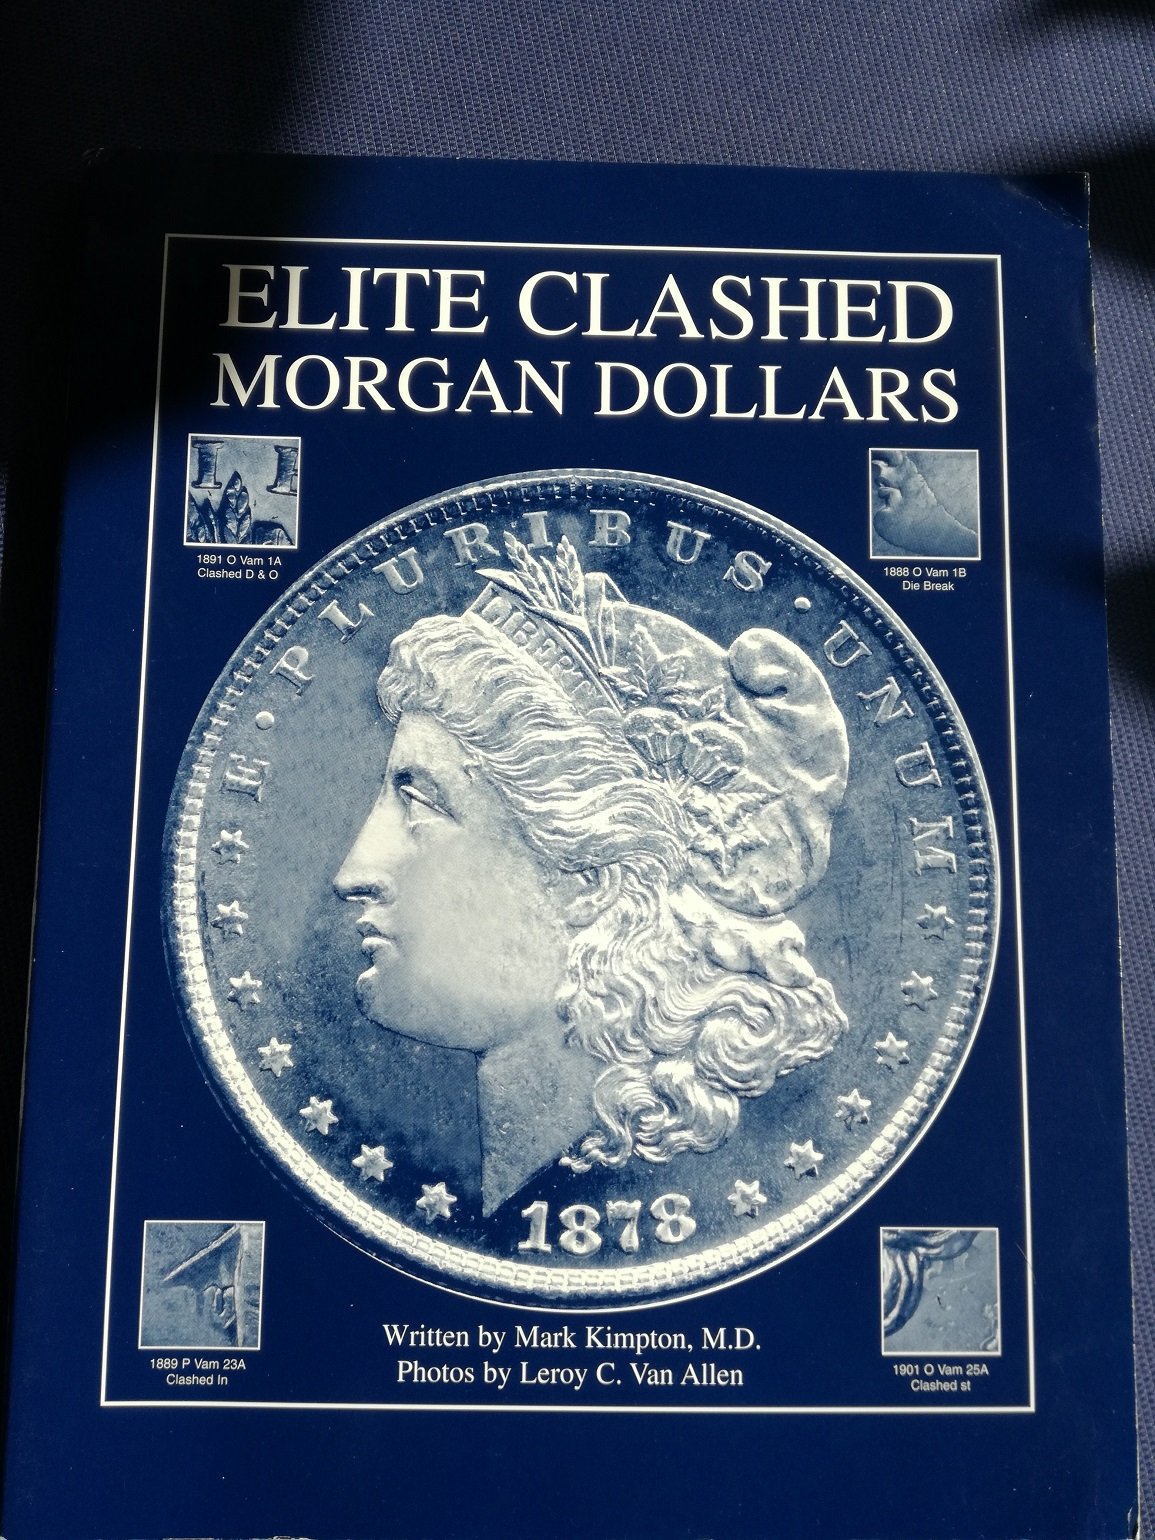 ELITE CLASHED
MORGAN DOLLARS
1891 O Vam 1A
Clashed D & O
1888 O Vam 1B
Die Break
E • PLURIBUS • UNUM
LIBERTY
1878
1889 P Vam 23A
Clashed In
1901 O Vam 25A
Clashed st
Written by Mark Kimpton, M.D.
Photos by Leroy C. Van Allen